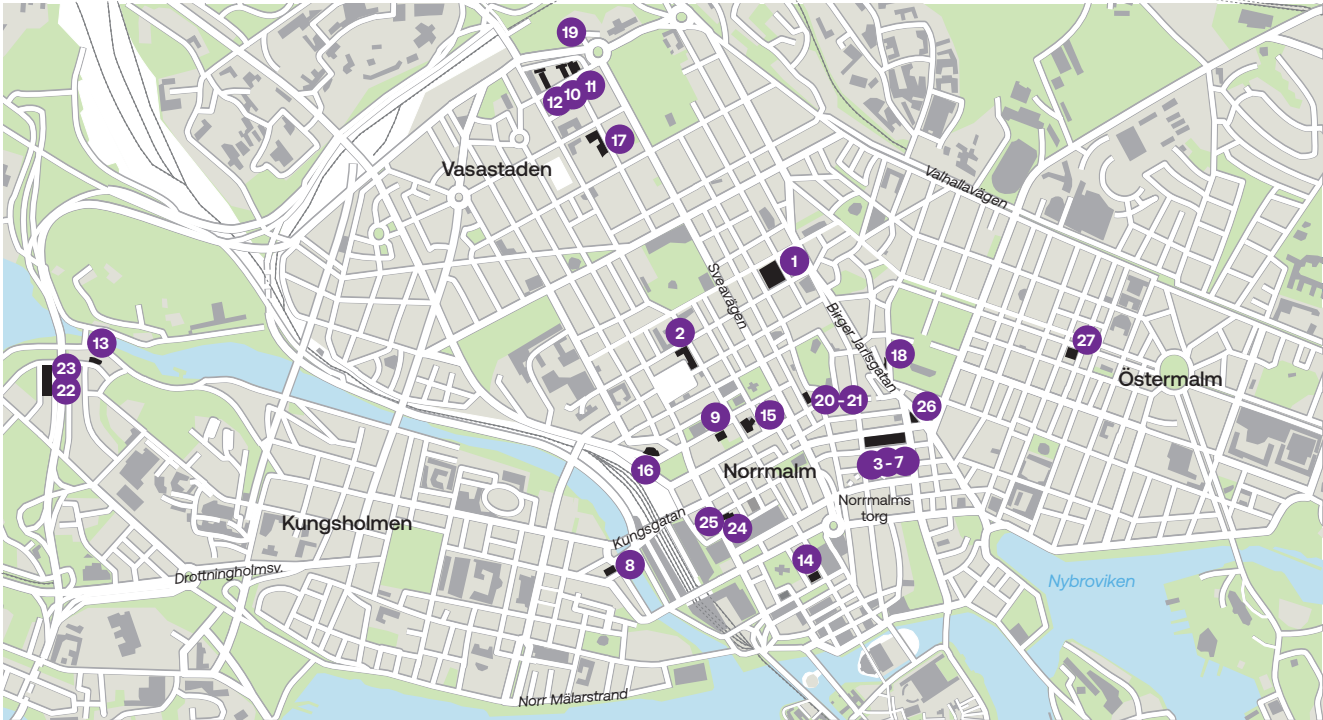 19
11
10
12
17
Vasastaden
Valhallavägen
1
Sveavägen
Birger Jarlsgatan
2
13
18
27
23
22
Östermalm
20-21
26
9
15
3-7
16
Norrmalm
Norrmalms
torg
25
24
Kungsgatan
Kungsholmen
8
14
Drottningholmsv.
Nybroviken
Norr Mälarstrand